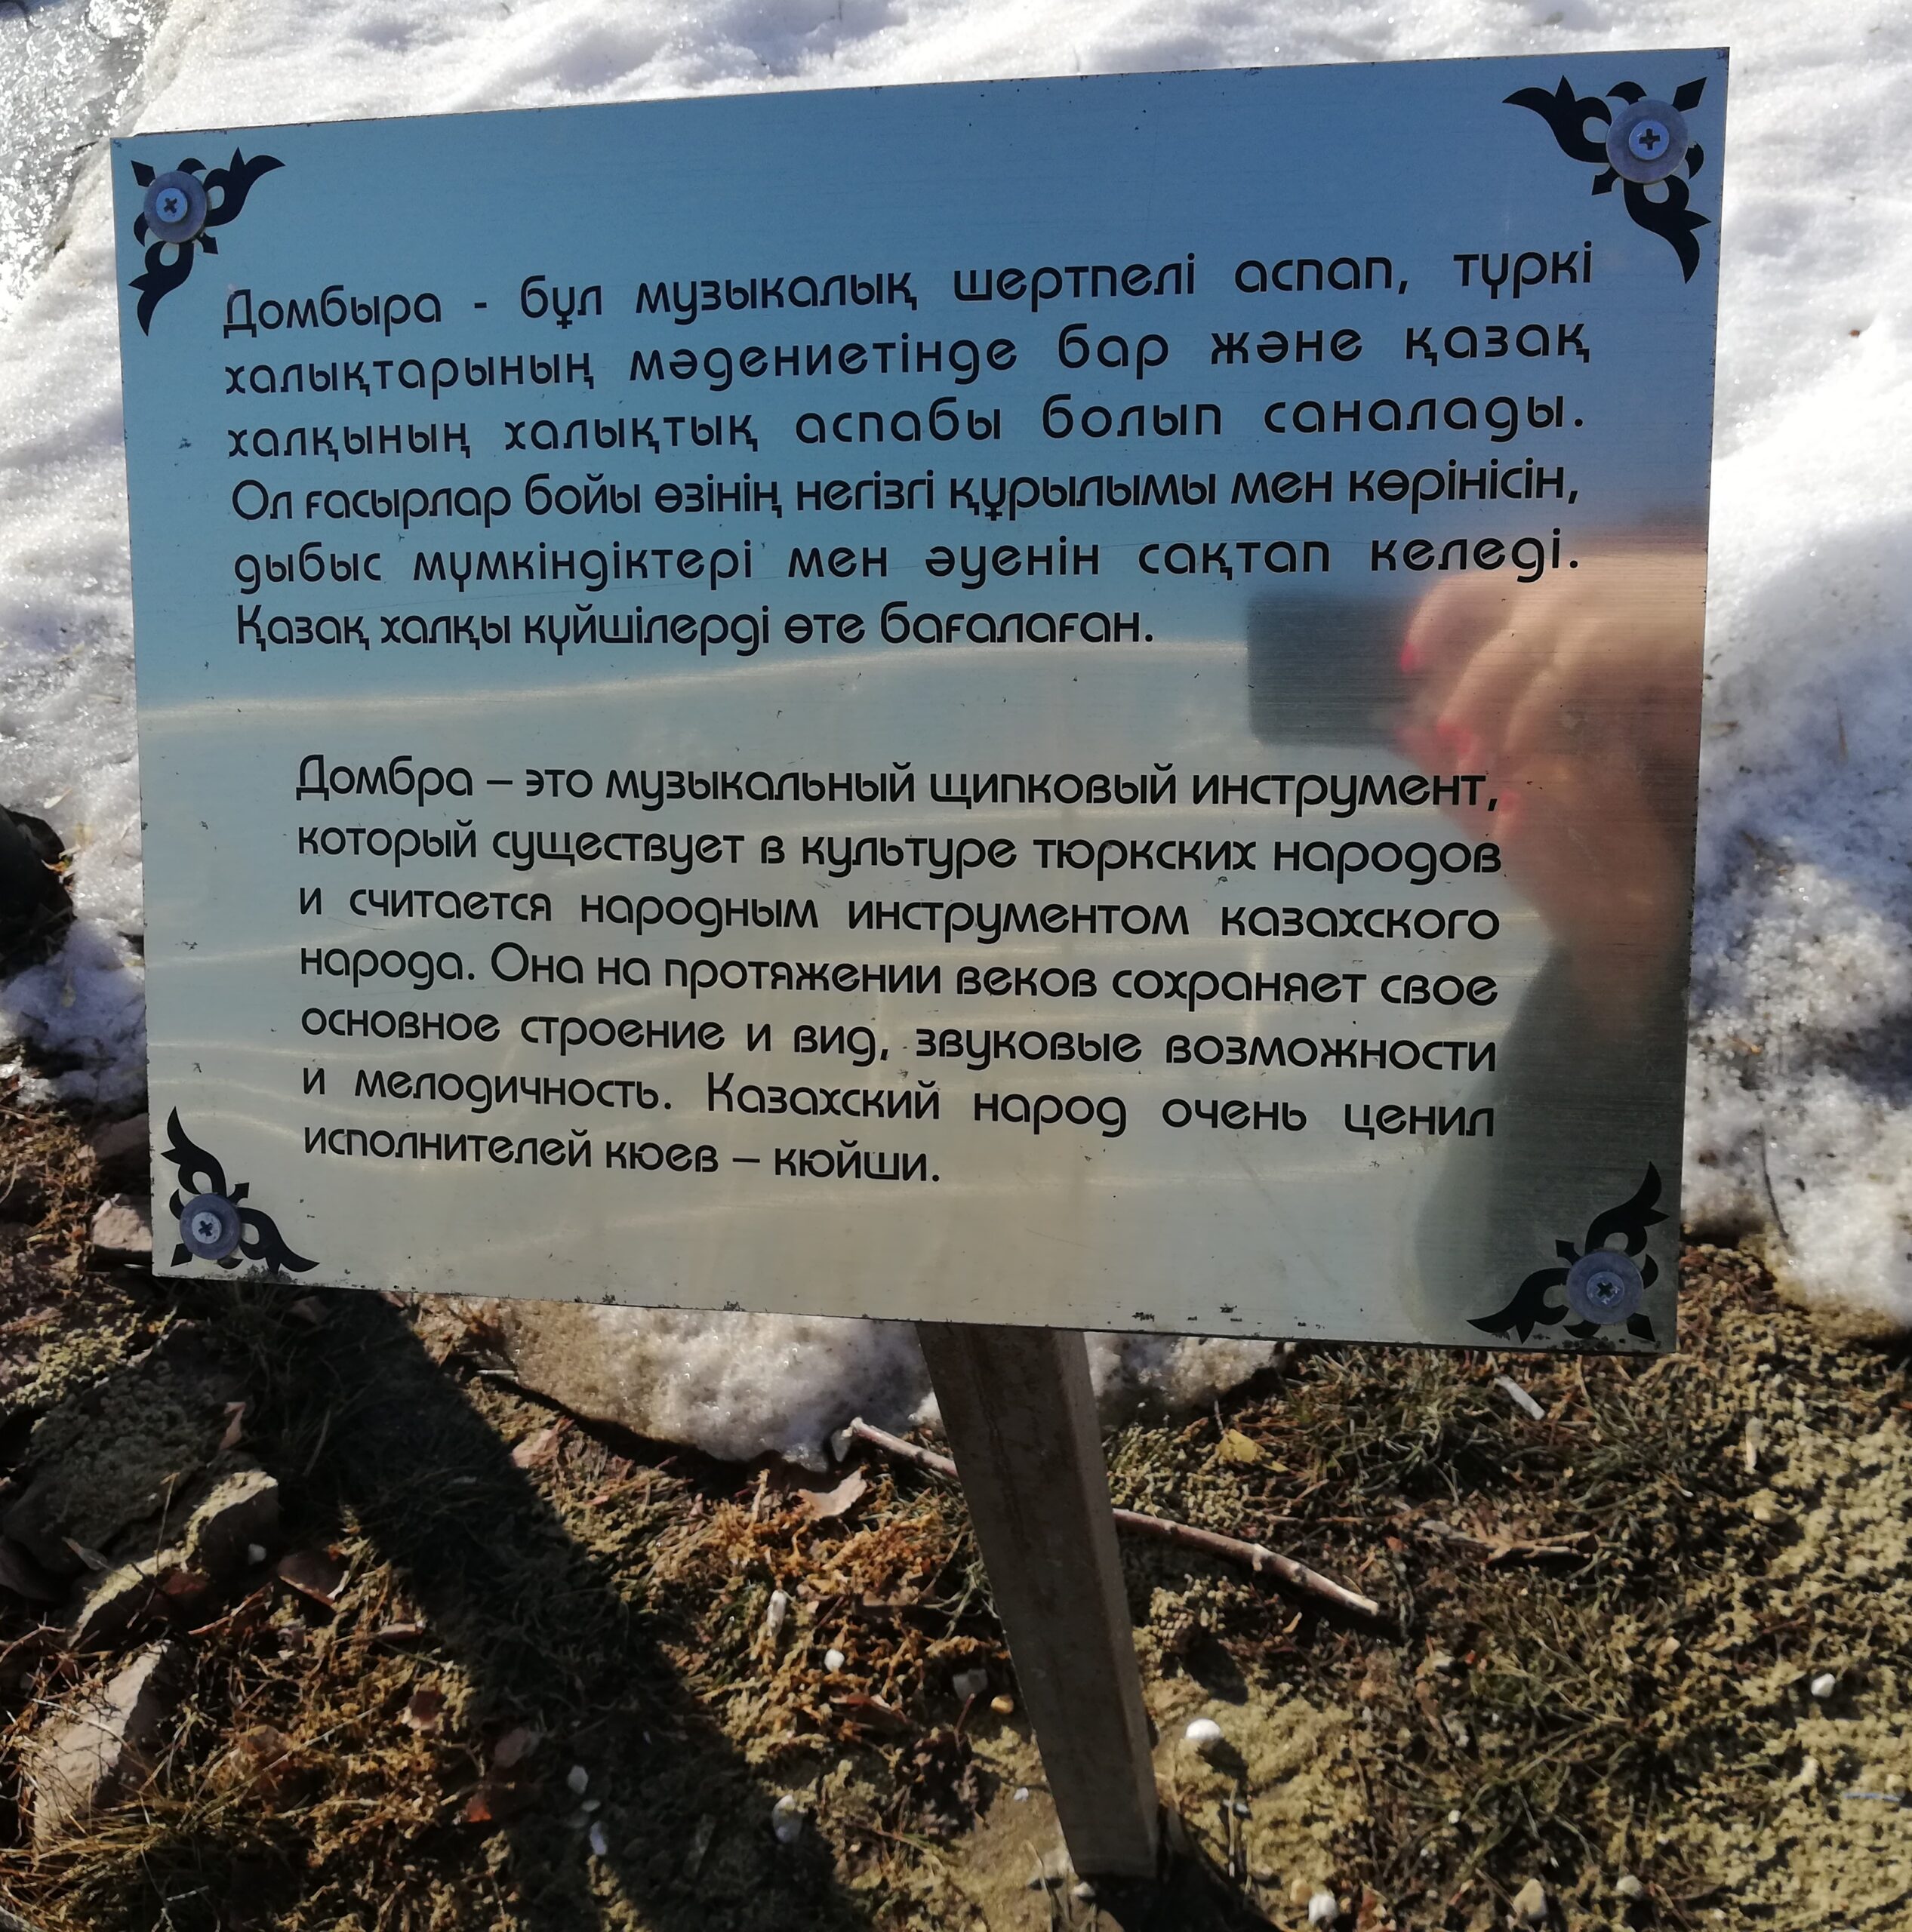 Домбыра - бұл музыкалық шертпелі аспап, түркі
халықтарының мәдениетінде бар және қазақ
халқының халықтық аспабы болып саналады.
Ол ғасырлар бойы өзінің негізгі құрылымы мен көрінісін,
дыбыс мүмкіндіктері мен әуенін сақтап келеді.
Қазақ халқы күйшілерді өте бағалаған.
Домбра – это музыкальный щипковый инструмент,
который существует в культуре тюркских народов
и считается народным инструментом казахского
народа. Она на протяжении веков сохраняет свое
основное строение и вид, звуковые возможности
и мелодичность. Казахский народ очень ценил
исполнителей кюев – кюйши.